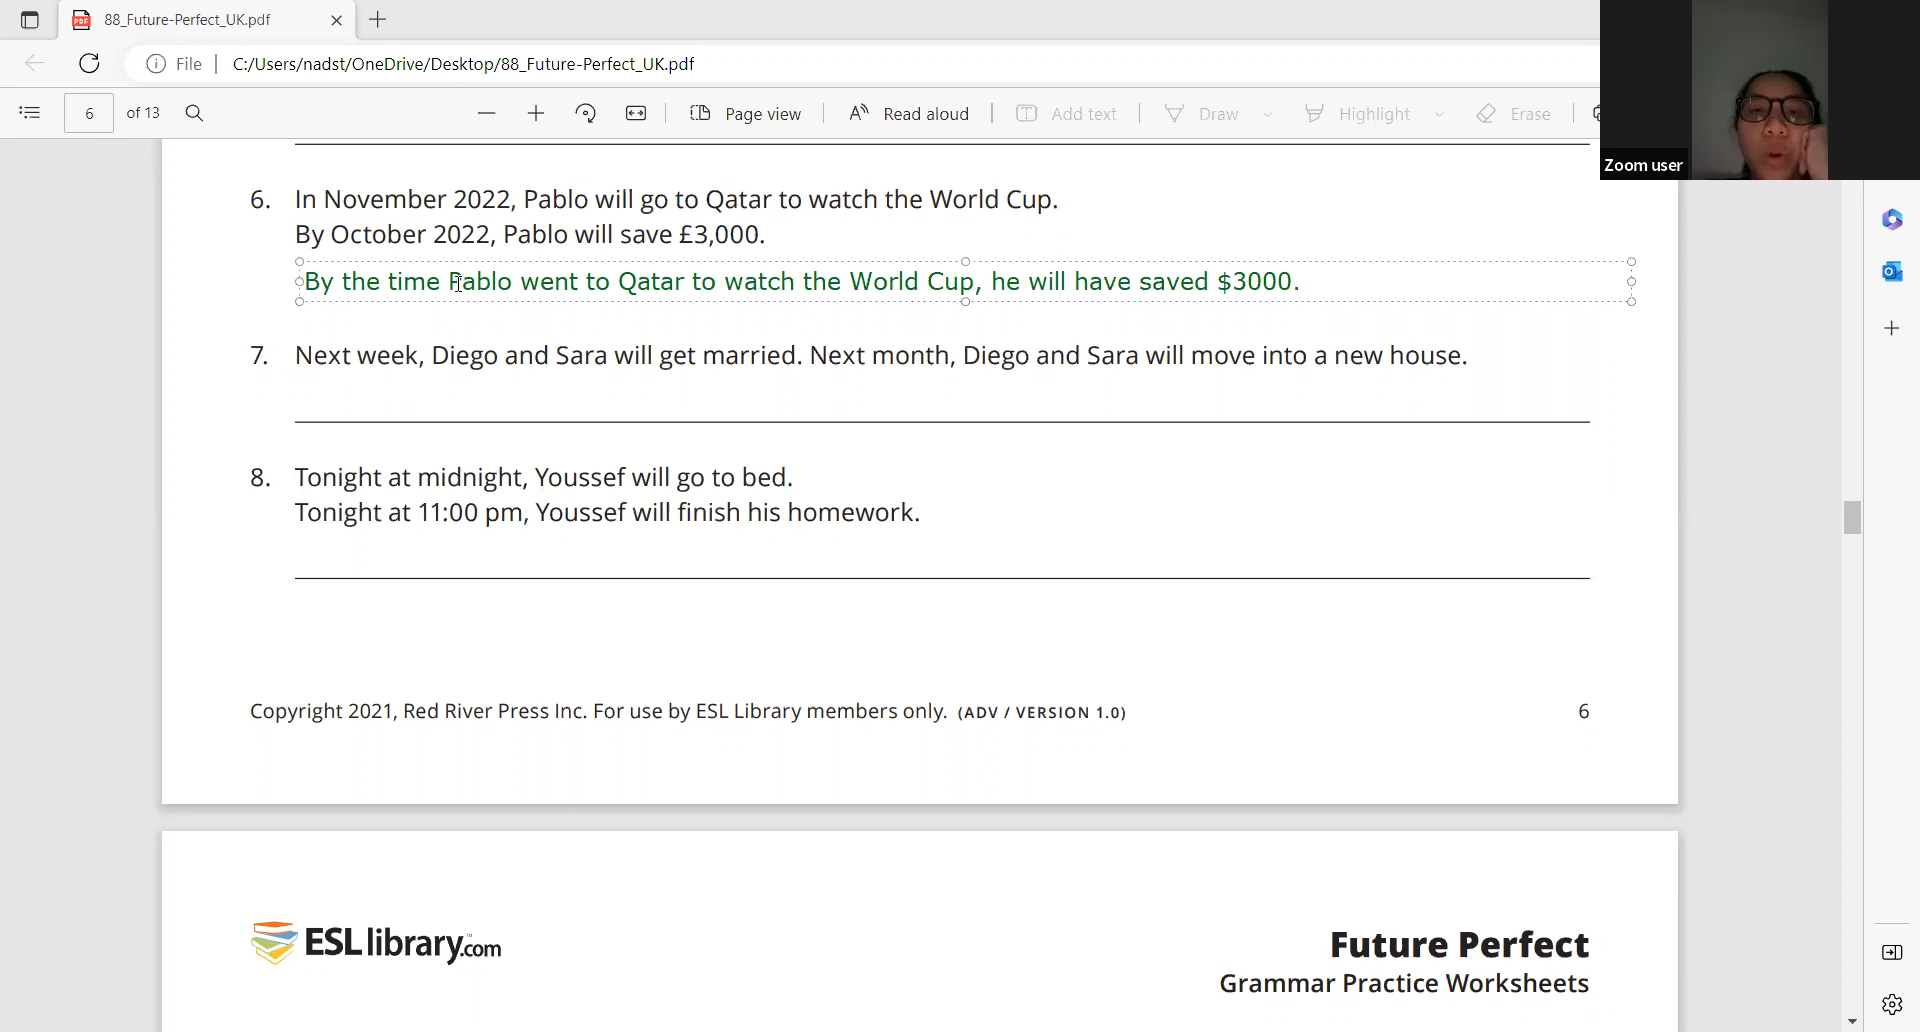 88_Future-Perfect_UK.pdf
File
C:/Users/nadst/OneDrive/Desktop/88_Future-Perfect_UK.pdf
6
of 13
Page view
Read aloud
Add text
Draw
Highlight
Erase
Zoom user
6. In November 2022, Pablo will go to Qatar to watch the World Cup.
By October 2022, Pablo will save £3,000.
By the time Pablo went to Qatar to watch the World Cup, he will have saved $3000.
7. Next week, Diego and Sara will get married. Next month, Diego and Sara will move into a new house.
8. Tonight at midnight, Youssef will go to bed.
Tonight at 11:00 pm, Youssef will finish his homework.
Copyright 2021, Red River Press Inc. For use by ESL Library members only. (ADV / VERSION 1.0)
6
ESL library.com
Future Perfect
Grammar Practice Worksheets